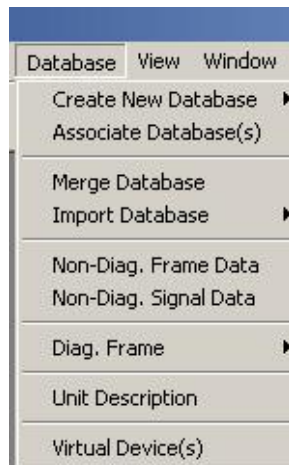 Database View Window
Create New Database
Associate Database(s)
Merge Database
Import Database
Non-Diag. Frame Data
Non-Diag. Signal Data
Diag. Frame
Unit Description
Virtual Device(s)